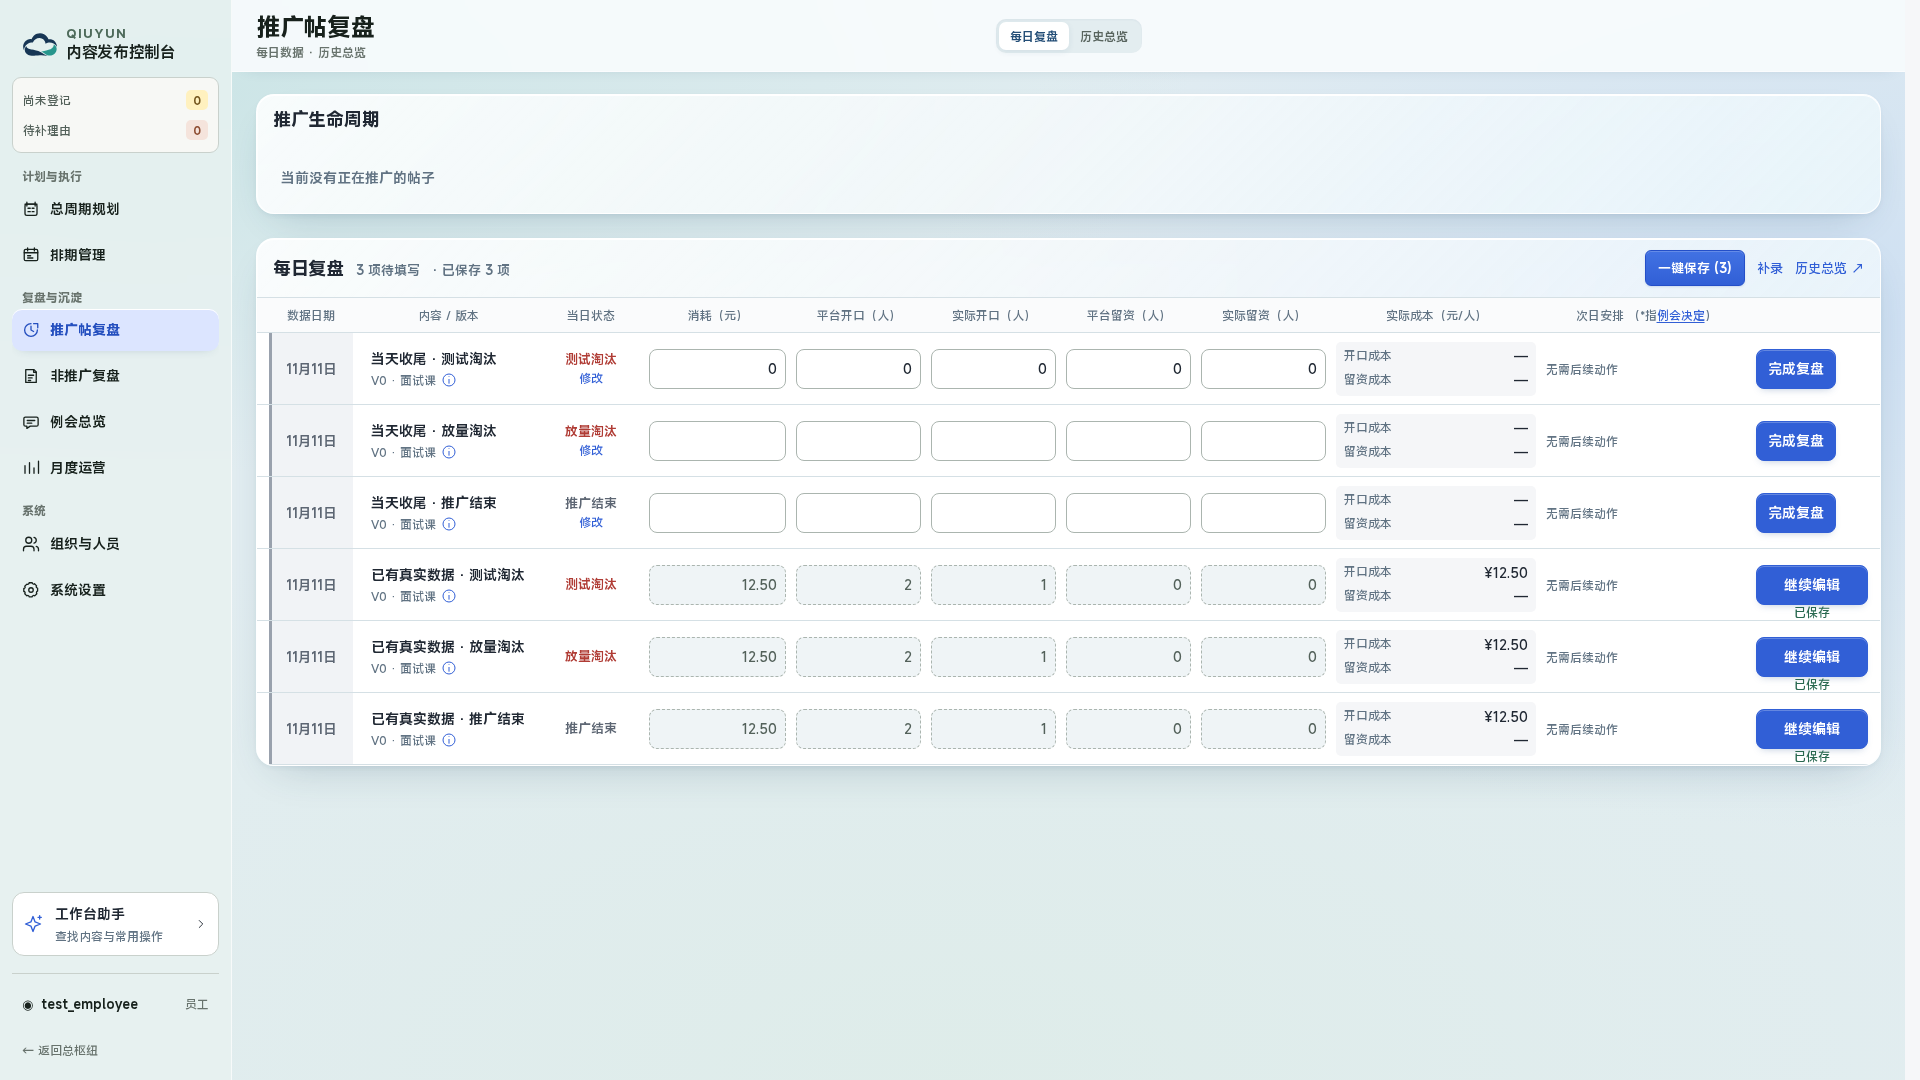 QIUYUN
内容发布控制台
尚未登记 0
待补理由 0
计划与执行
总周期规划
排期管理
复盘与沉淀
推广帖复盘
非推广复盘
例会总览
月度运营
系统
组织与人员
系统设置
工作台助手
查找内容与常用操作
test_employee 员工
← 返回总枢纽
推广帖复盘
每日数据 · 历史总览
每日复盘 历史总览
推广生命周期
当前没有正在推广的帖子
每日复盘 3 项待填写 · 已保存 3 项 一键保存 (3) 补录 历史总览 ↗
数据日期 内容 / 版本 当日状态 消耗（元） 平台开口（人） 实际开口（人） 平台留资（人） 实际留资（人） 实际成本（元/人） 次日安排 （*指例会决定）
11月11日 当天收尾 · 测试淘汰 V0 · 面试课 测试淘汰 修改 0 0 0 0 0 开口成本 — 留资成本 — 无需后续动作 完成复盘
11月11日 当天收尾 · 放量淘汰 V0 · 面试课 放量淘汰 修改 开口成本 — 留资成本 — 无需后续动作 完成复盘
11月11日 当天收尾 · 推广结束 V0 · 面试课 推广结束 修改 开口成本 — 留资成本 — 无需后续动作 完成复盘
11月11日 已有真实数据 · 测试淘汰 V0 · 面试课 测试淘汰 12.50 2 1 0 0 开口成本 ¥12.50 留资成本 — 无需后续动作 继续编辑 已保存
11月11日 已有真实数据 · 放量淘汰 V0 · 面试课 放量淘汰 12.50 2 1 0 0 开口成本 ¥12.50 留资成本 — 无需后续动作 继续编辑 已保存
11月11日 已有真实数据 · 推广结束 V0 · 面试课 推广结束 12.50 2 1 0 0 开口成本 ¥12.50 留资成本 — 无需后续动作 继续编辑 已保存